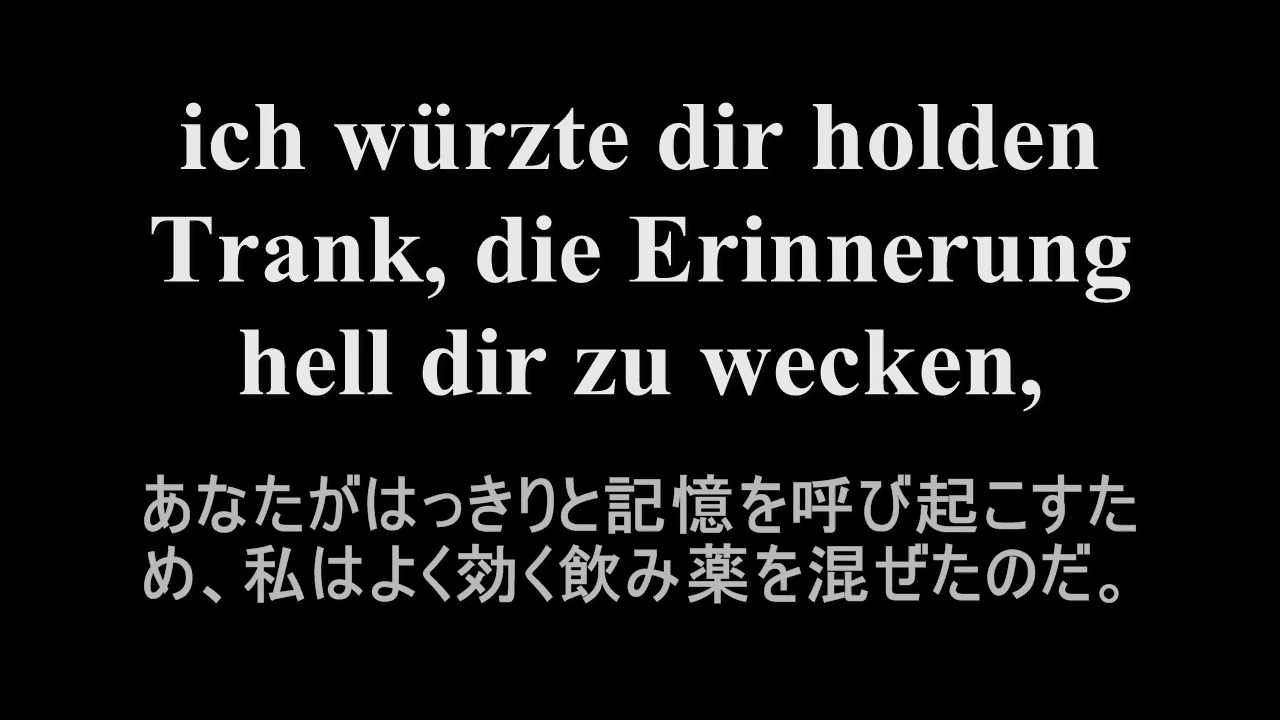 ich würzte dir holden
Trank, die Erinnerung
hell dir zu wecken,
あなたがはっきりと記憶を呼び起こすた
め、私はよく効く飲み薬を混ぜたのだ。